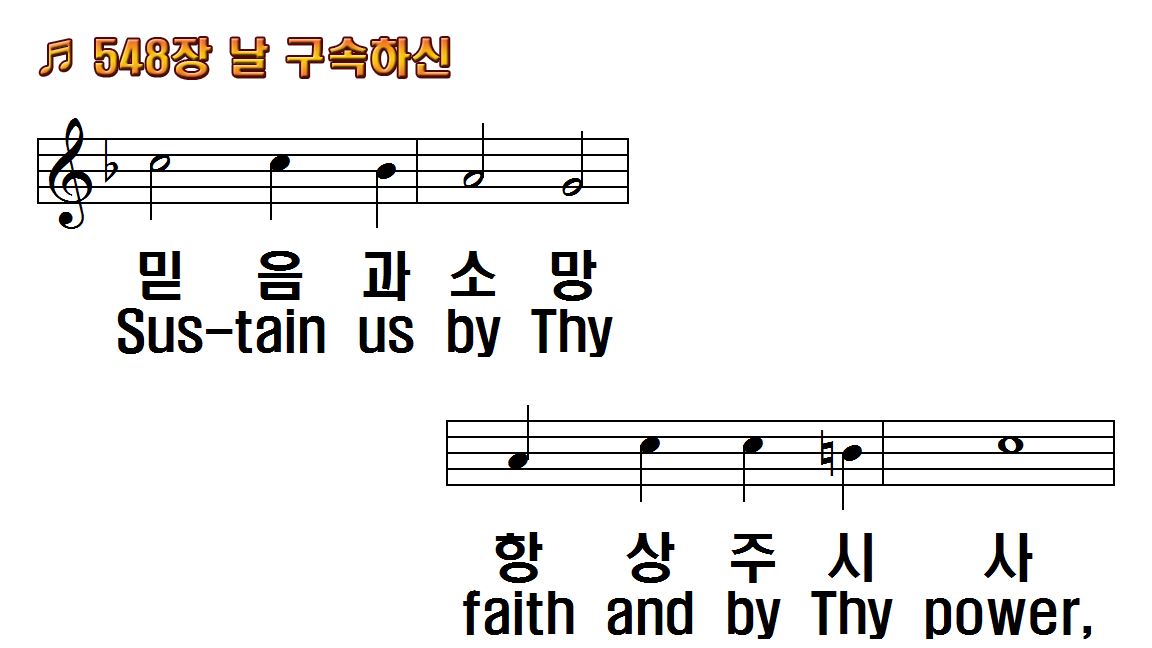 ♬ 548장 날 구속하신
믿 음 과 소 망
Sus-tain us by Thy
항 상 주 시 사
faith and by Thy power,